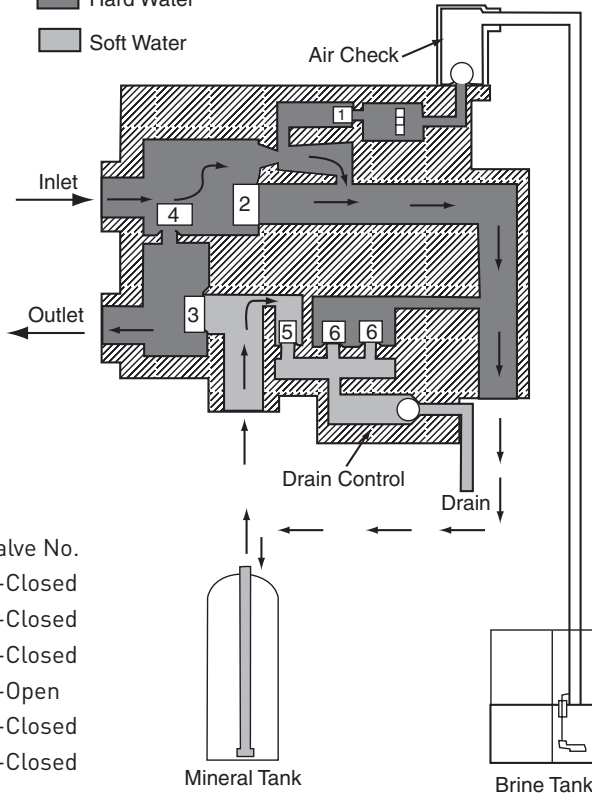 Hard Water
Soft Water
Air Check
1
Inlet
2
4
3
Outlet
5 6 6
Drain Control
Drain
alve No.
-Closed
-Closed
-Closed
-Open
-Closed
-Closed
Mineral Tank
Brine Tank